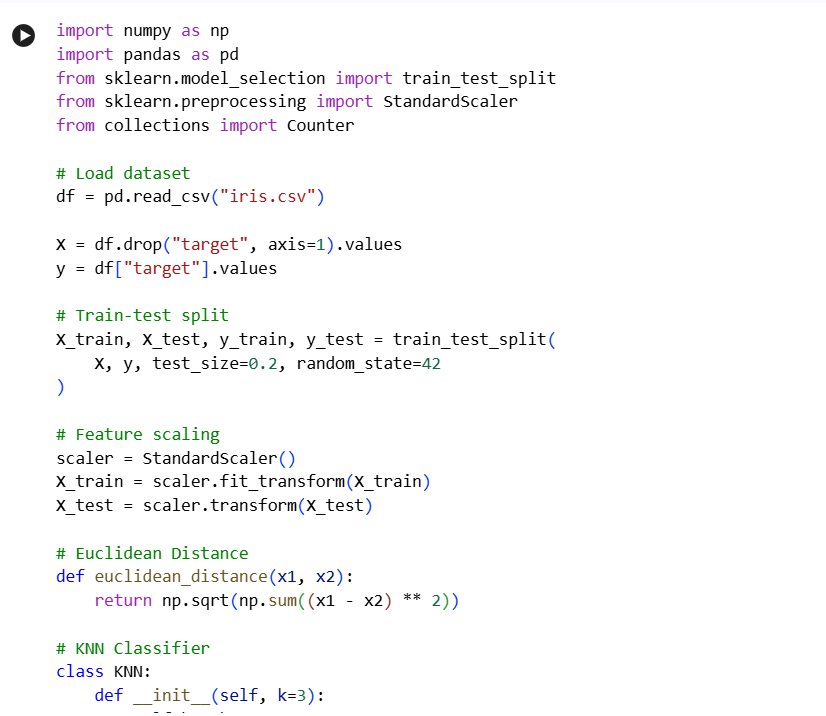 import numpy as np
import pandas as pd
from sklearn.model_selection import train_test_split
from sklearn.preprocessing import StandardScaler
from collections import Counter

# Load dataset
df = pd.read_csv("iris.csv")

X = df.drop("target", axis=1).values
y = df["target"].values

# Train-test split
X_train, X_test, y_train, y_test = train_test_split(
    X, y, test_size=0.2, random_state=42
)

# Feature scaling
scaler = StandardScaler()
X_train = scaler.fit_transform(X_train)
X_test = scaler.transform(X_test)

# Euclidean Distance
def euclidean_distance(x1, x2):
    return np.sqrt(np.sum((x1 - x2) ** 2))

# KNN Classifier
class KNN:
    def __init__(self, k=3):